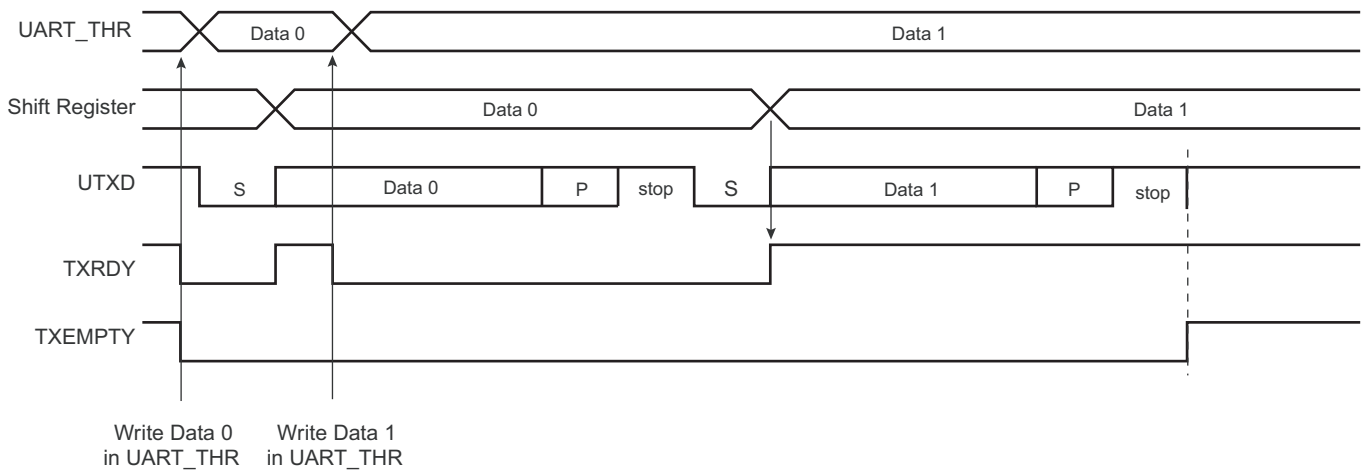 UART_THR
Data 0
Data 1
Shift Register
Data 0
Data 1
UTXD
S
Data 0
P
stop
S
Data 1
P
stop
TXRDY
TXEMPTY
Write Data 0
in UART_THR
Write Data 1
in UART_THR